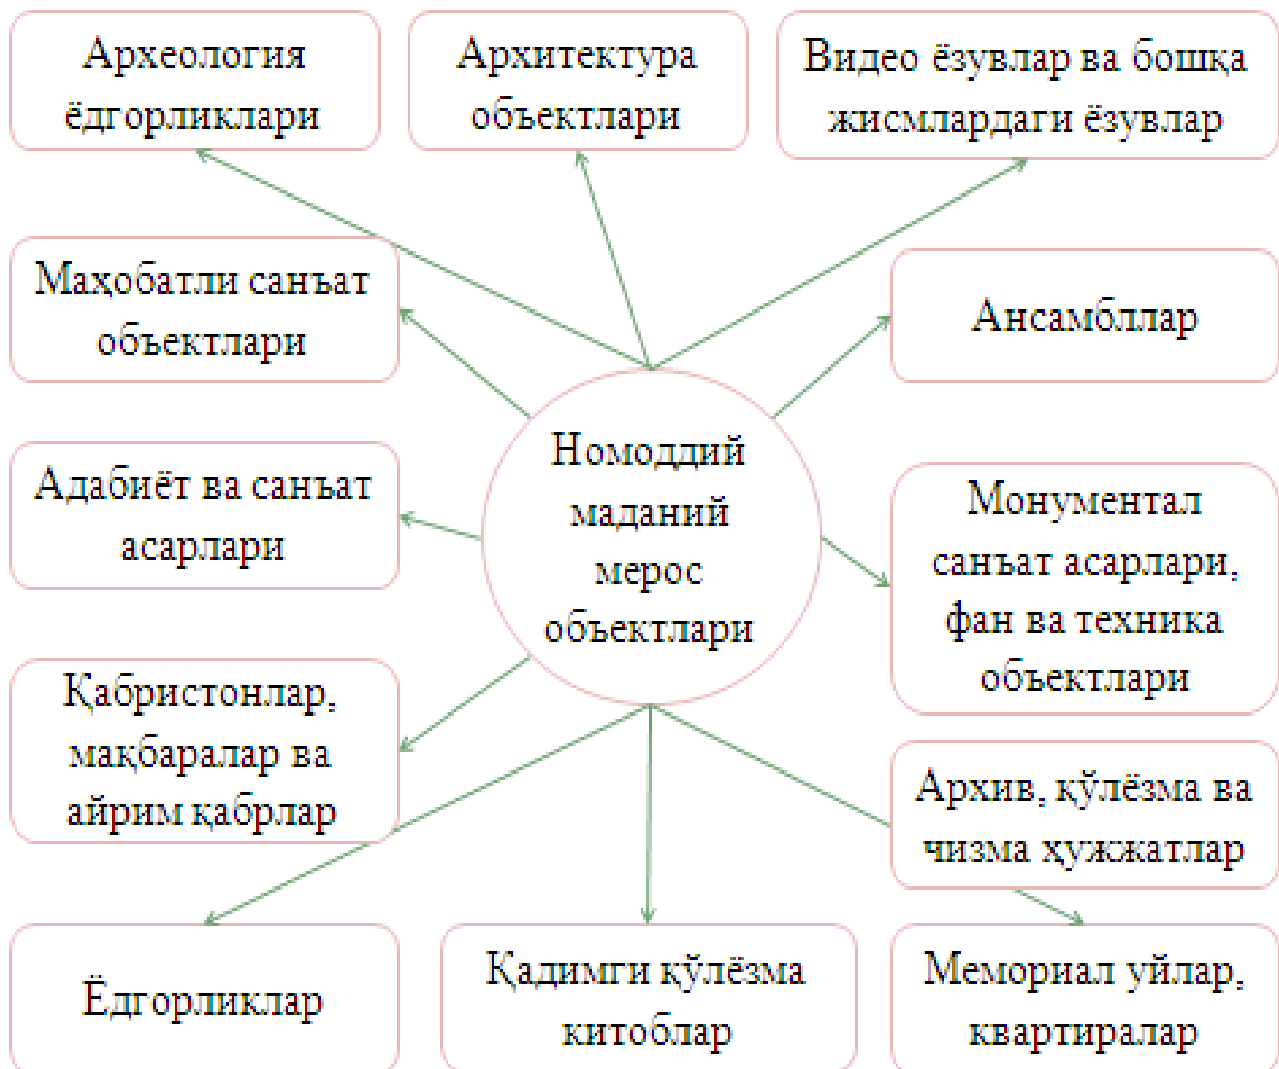 Археология
ёдгорликлари
Архитектура
объектлари
Видео ёзувлар ва бошқа
жисмлардаги ёзувлар
Маҳобатли санъат
объектлари
Ансамбллар
Номоддий
маданий
мерос
объектлари
Адабиёт ва санъат
асарлари
Монументал
санъат асарлари,
фан ва техника
объектлари
Қабристонлар,
мақбаралар ва
айрим қабрлар
Архив, қўлёзма ва
чизма ҳужжатлар
Ёдгорликлар
Қадимги қўлёзма
китоблар
Мемориал уйлар,
квартиралар